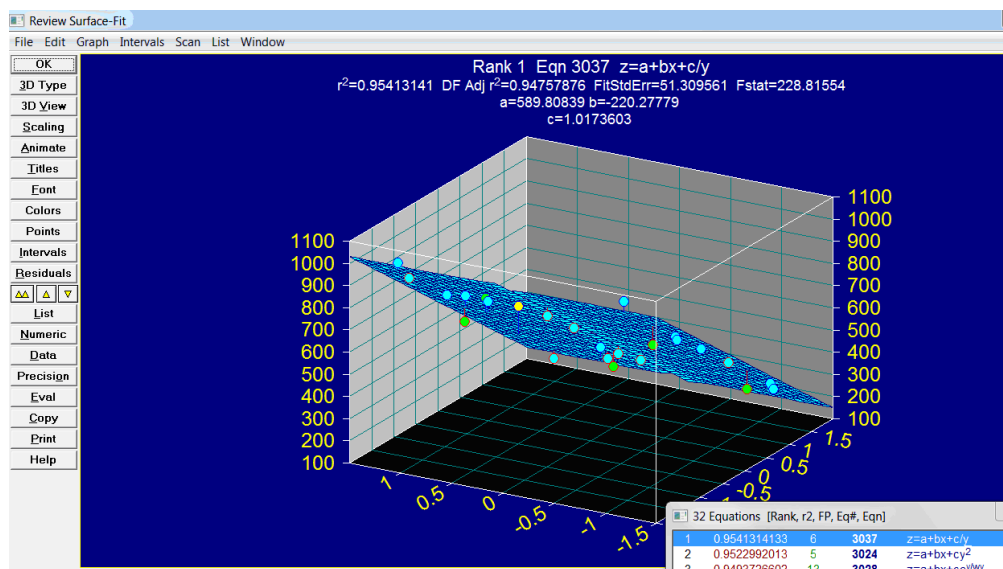 Review Surface-Fit
File Edit Graph Intervals Scan List Window
OK
3D Type
3D View
Scaling
Animate
Titles
Font
Colors
Points
Intervals
Residuals
List
Numeric
Data
Precision
Eval
Copy
Print
Help
Rank 1 Eqn 3037 z=a+bx+c/y
r²=0.95413141 DF Adj r²=0.94757876 FitStdErr=51.309561 Fstat=228.81554
a=589.80839 b=-220.27779
c=1.0173603
1100
1000
900
800
700
600
500
400
300
200
100
1100
1000
900
800
700
600
500
400
300
200
100
1
0.5
0
-0.5
-1
-1.5
1.5
1
0.5
0
-0.5
32 Equations [Rank, r2, FP, Eq#, Eqn]
1 0.9541314133 6 3037 z=a+bx+c/y
2 0.9522992013 5 3024 z=a+bx+cy²